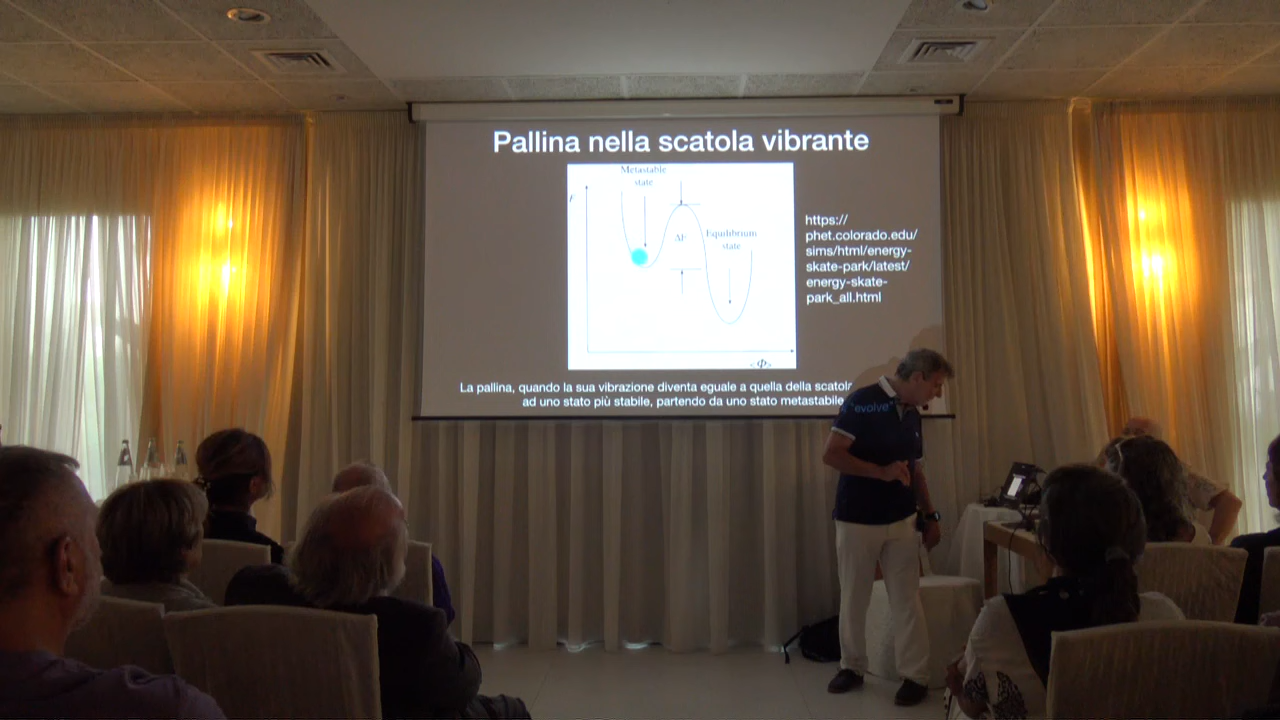 Pallina nella scatola vibrante
Metastable
state
F
ΔF
Equilibrium
state
<Φ>
https://
phet.colorado.edu/
sims/html/energy-
skate-park/latest/
energy-skate-
park_all.html
La pallina, quando la sua vibrazione diventa eguale a quella della
"evolve"
ad uno stato più stabile, partendo da uno stato metastabile